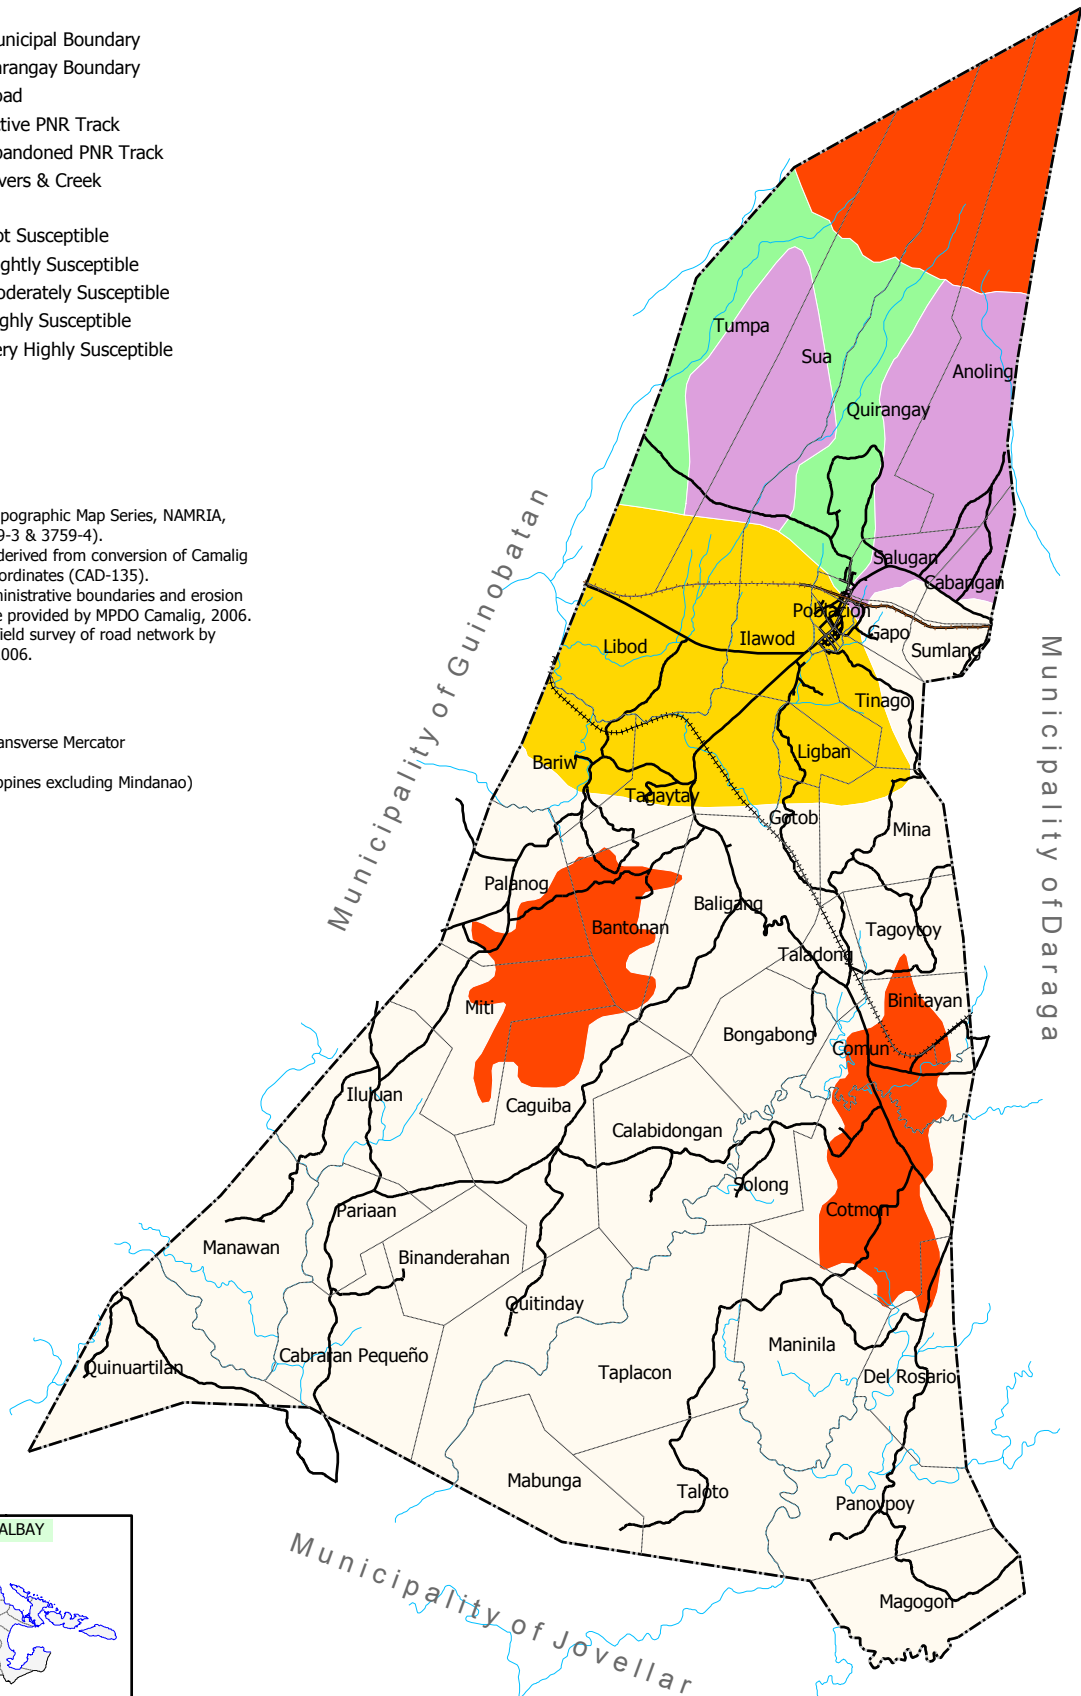 unicipal Boundary
arangay Boundary
oad
ctive PNR Track
bandoned PNR Track
vers & Creek
ot Susceptible
ightly Susceptible
oderately Susceptible
ighly Susceptible
ery Highly Susceptible
pographic Map Series, NAMRIA,
9-3 & 3759-4).
derived from conversion of Camalig
ordinates (CAD-135).
ministrative boundaries and erosion
e provided by MPDO Camalig, 2006.
field survey of road network by
2006.
ansverse Mercator
ppines excluding Mindanao)
Municipality of Guinobatan
Municipality of Daraga
Municipality of Jovellar
Tumpa
Sua
Anoling
Quirangay
Salugan
Cabangan
Poblacion
Gapo
Ilawod
Libod
Sumlang
Tinago
Ligban
Bariw
Tagaytay
Gotob
Mina
Palanog
Baligang
Bantonan
Tagoytoy
Taladong
Binitayan
Miti
Bongabong
Comun
Iluluan
Caguiba
Calabidongan
Solong
Cotmon
Pariaan
Manawan
Binanderahan
Quitinday
Maninila
Cabraran Pequeño
Quinuartilan
Taplacon
Del Rosario
Mabunga
Taloto
Panoypoy
Magogon
ALBAY